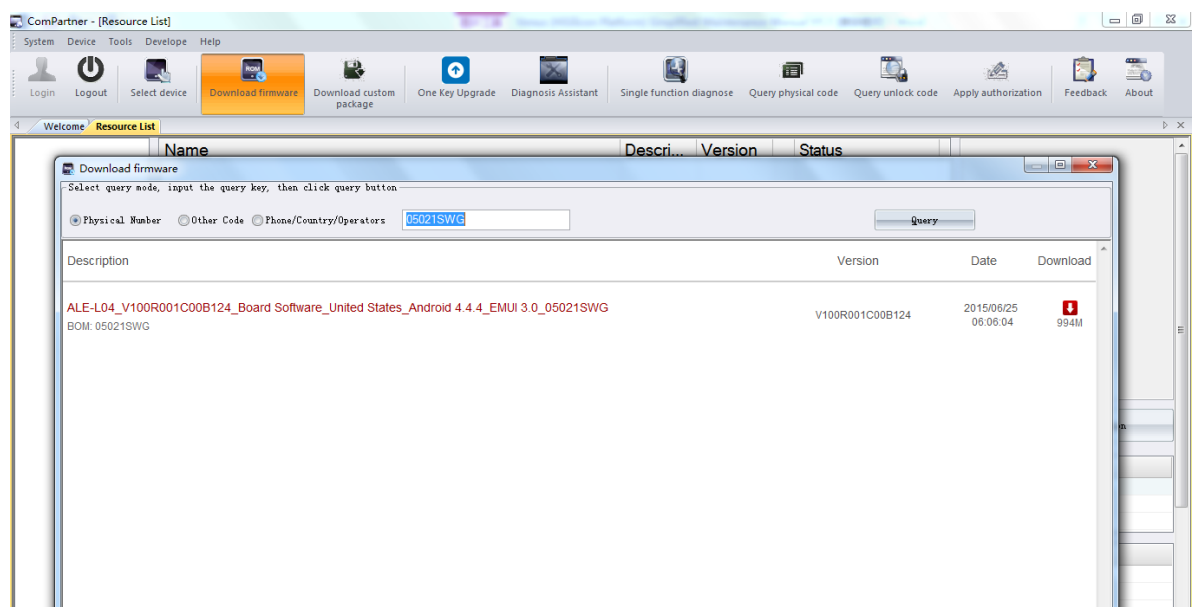 ComPartner - [Resource List]
System Device Tools Develope Help
Login Logout Select device Download firmware Download custom package One Key Upgrade Diagnosis Assistant Single function diagnose Query physical code Query unlock code Apply authorization Feedback About
ROM
Welcome Resource List
Name Descri... Version Status
Download firmware
Select query mode, input the query key, then click query button
Physical Number Other Code Phone/Country/Operators 05021SWG Query
Description Version Date Download
ALE-L04_V100R001C00B124_Board Software_United States_Android 4.4.4_EMUI 3.0_05021SWG V100R001C00B124 2015/06/25
BOM: 05021SWG 06:06:04 994M